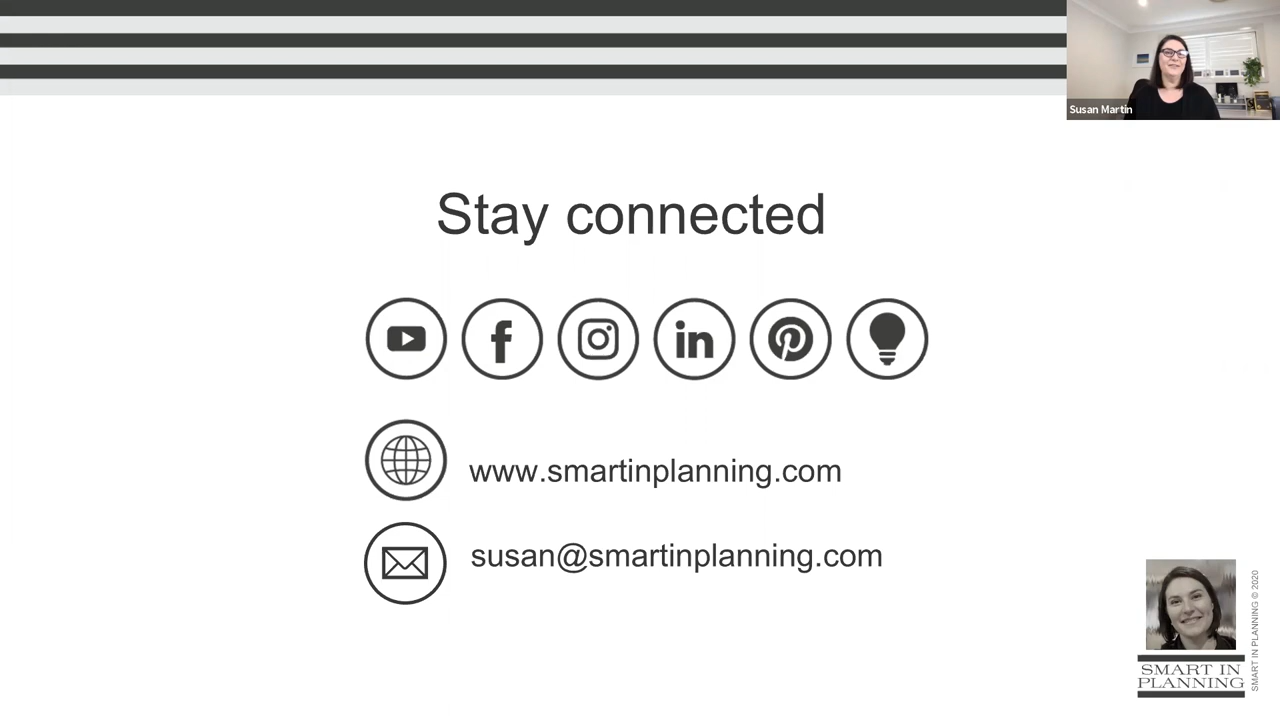 Susan Martin
Stay connected
www.smartinplanning.com
susan@smartinplanning.com
SMART IN PLANNING © 2020
SMART IN
PLANNING